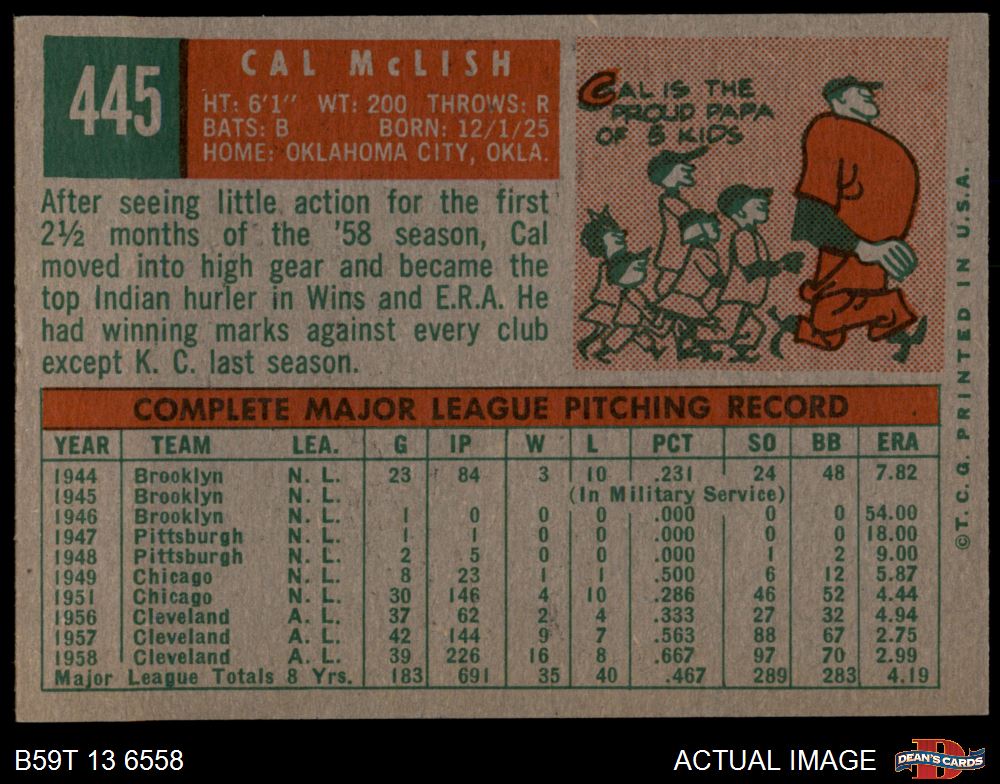 445
CAL McLISH
HT: 6'1" WT: 200 THROWS: R
BATS: B BORN: 12/1/25
HOME: OKLAHOMA CITY, OKLA.
CAL IS THE
PROUD PAPA
OF 5 KIDS
After seeing little action for the first
2½ months of the '58 season, Cal
moved into high gear and became the
top Indian hurler in Wins and E.R.A. He
had winning marks against every club
except K. C. last season.
COMPLETE MAJOR LEAGUE PITCHING RECORD
YEAR TEAM LEA. G IP W L PCT SO BB ERA
1944 Brooklyn N. L. 23 84 3 10 .231 24 48 7.82
1945 Brooklyn N. L. (In Military Service)
1946 Brooklyn N. L. 1 0 0 0 .000 0 0 54.00
1947 Pittsburgh N. L. 1 1 0 0 .000 0 0 18.00
1948 Pittsburgh N. L. 2 5 0 0 .000 1 2 9.00
1949 Chicago N. L. 8 23 1 1 .500 6 12 5.87
1951 Chicago N. L. 30 146 4 10 .286 46 52 4.44
1956 Cleveland A. L. 37 62 2 4 .333 27 32 4.94
1957 Cleveland A. L. 42 144 9 7 .563 88 67 2.75
1958 Cleveland A. L. 39 226 16 8 .667 97 70 2.99
Major League Totals 8 Yrs. 183 691 35 40 .467 289 283 4.19
©T. C. G. PRINTED IN U.S.A.
B59T 13 6558
ACTUAL IMAGE
D
DEAN'S CARDS